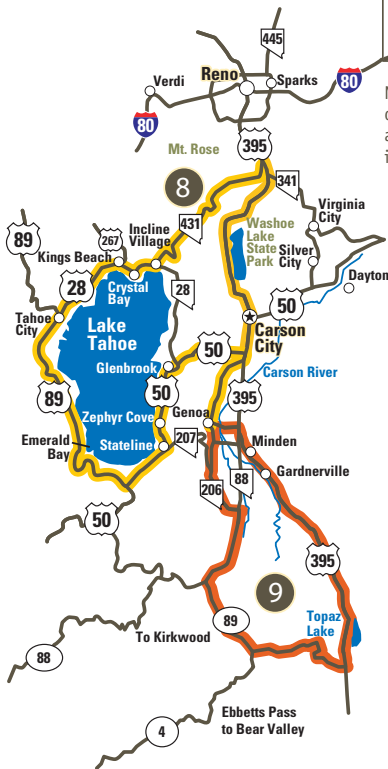 445
Reno
Sparks
Verdi
80
80
Mt. Rose
395
8
341
Virginia
City
431
Washoe
Lake
State
Park
Silver
City
Dayton
89
267
Incline
Village
Kings Beach
28
Crystal
Bay
28
50
Tahoe
City
Lake
Tahoe
Carson
City
50
Glenbrook
Carson River
89
50
395
Zephyr Cove
Genoa
Emerald
Bay
Stateline
207
Minden
Gardnerville
50
206
88
395
9
89
Topaz
Lake
To Kirkwood
88
Ebbetts Pass
to Bear Valley
4